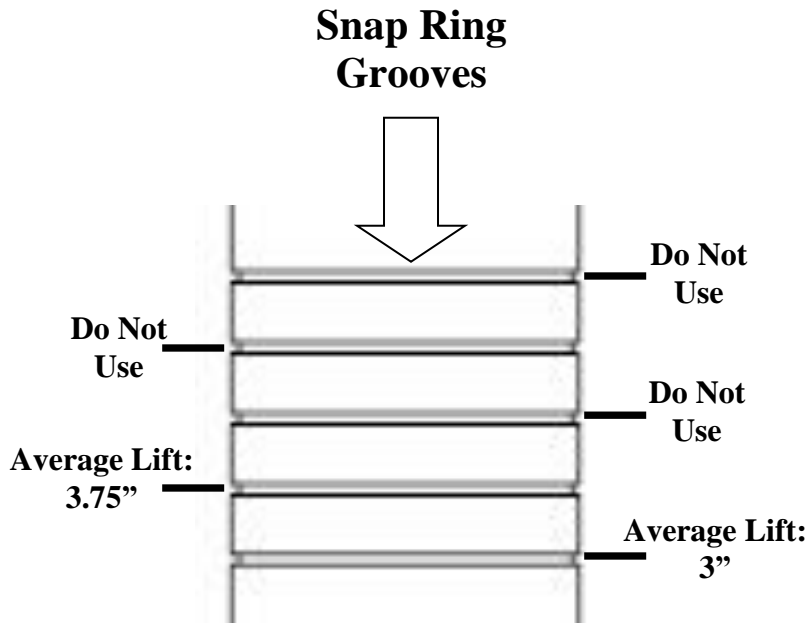 Snap Ring
Grooves
Do Not
Use
Do Not
Use
Do Not
Use
Average Lift:
3.75”
Average Lift:
3”